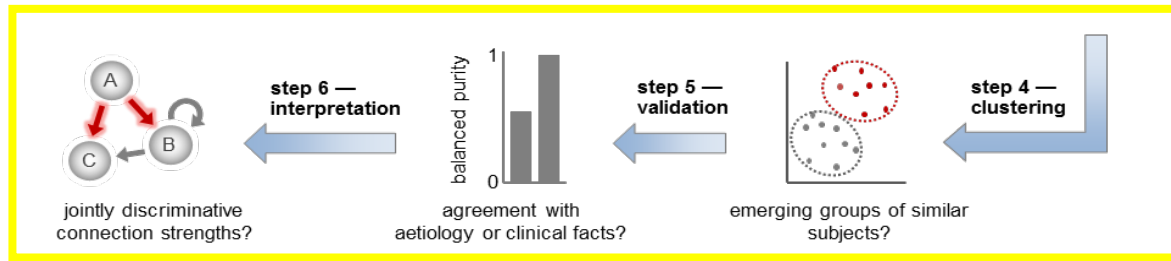 A
B
C
step 6 —
interpretation
jointly discriminative
connection strengths?
1
0
balanced purity
step 5 —
validation
agreement with
aetiology or clinical facts?
step 4 —
clustering
emerging groups of similar
subjects?